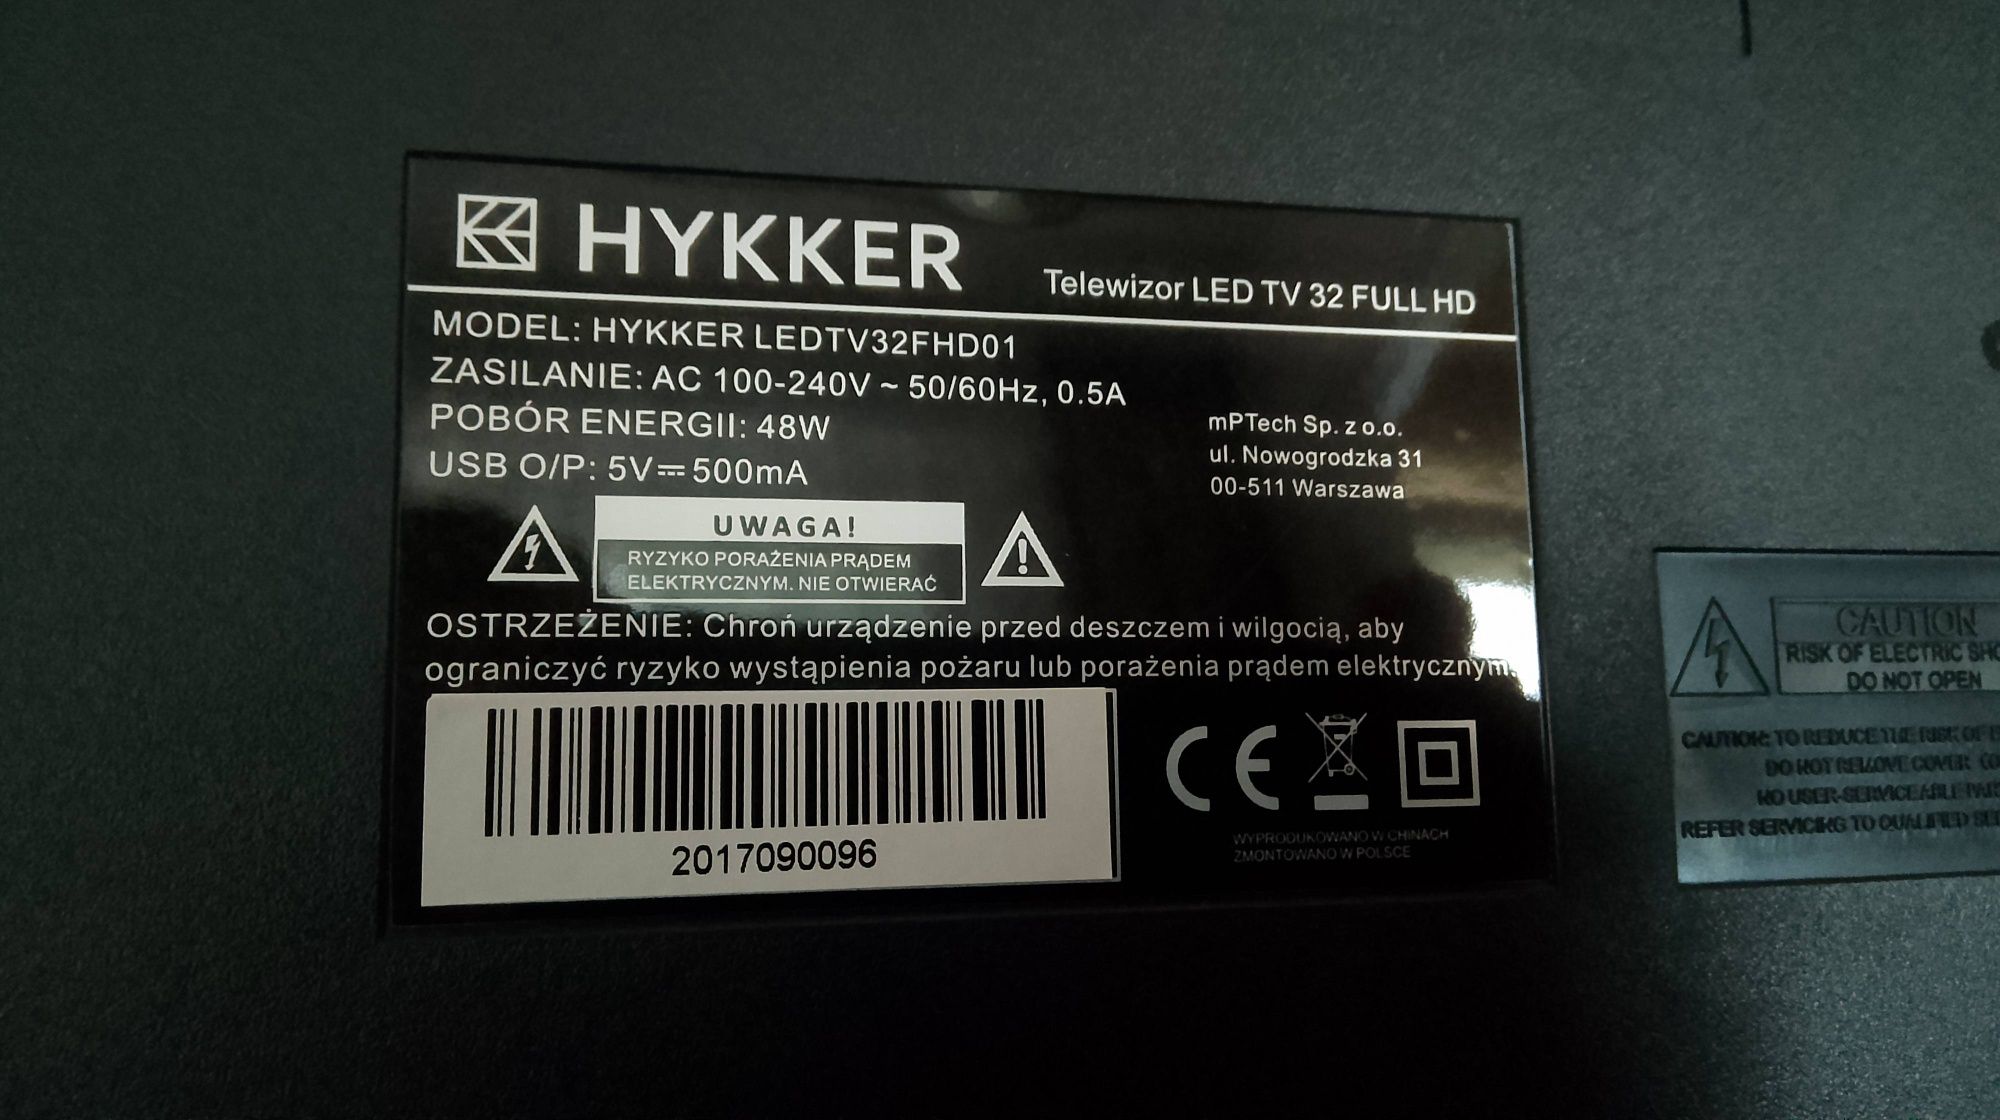 HYKKER
Telewizor LED TV 32 FULL HD
MODEL: HYKKER LEDTV32FHD01
ZASILANIE: AC 100-240V ~ 50/60Hz, 0.5A
POBÓR ENERGII: 48W
USB O/P: 5V⎓500mA
mPTech Sp. z o.o.
ul. Nowogrodzka 31
00-511 Warszawa
UWAGA!
RYZYKO PORAŻENIA PRĄDEM
ELEKTRYCZNYM. NIE OTWIERAĆ
OSTRZEŻENIE: Chroń urządzenie przed deszczem i wilgocią, aby
ograniczyć ryzyko wystąpienia pożaru lub porażenia prądem elektrycznym.
2017090096
CE
WYPRODUKOWANO W CHINACH
ZMONTOWANO W POLSCE
CAUTION
RISK OF ELECTRIC
DO NOT OPEN
CAUTION: TO REDUCE THE RISK OF
DO NOT REMOVE COVER
NO USER-SERVICEABLE
REFER SERVICING TO QUALIFIED